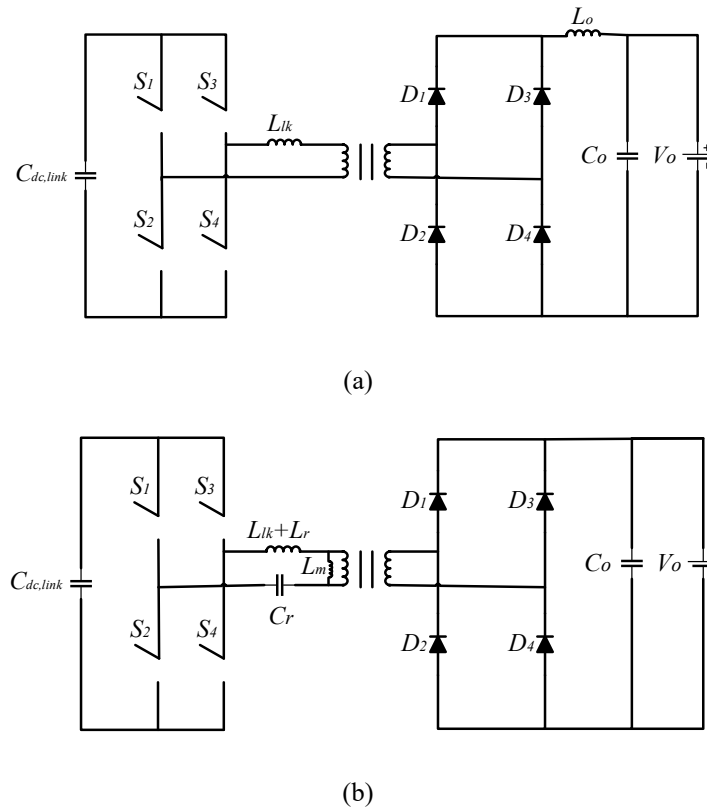 Lo
S1 S3 D1 D3
Llk
Cdc,link Co Vo + -
S2 S4 D2 D4
(a)
S1 S3 D1 D3
Llk+Lr
Lm
Cdc,link Cr Co Vo
S2 S4 D2 D4
(b)